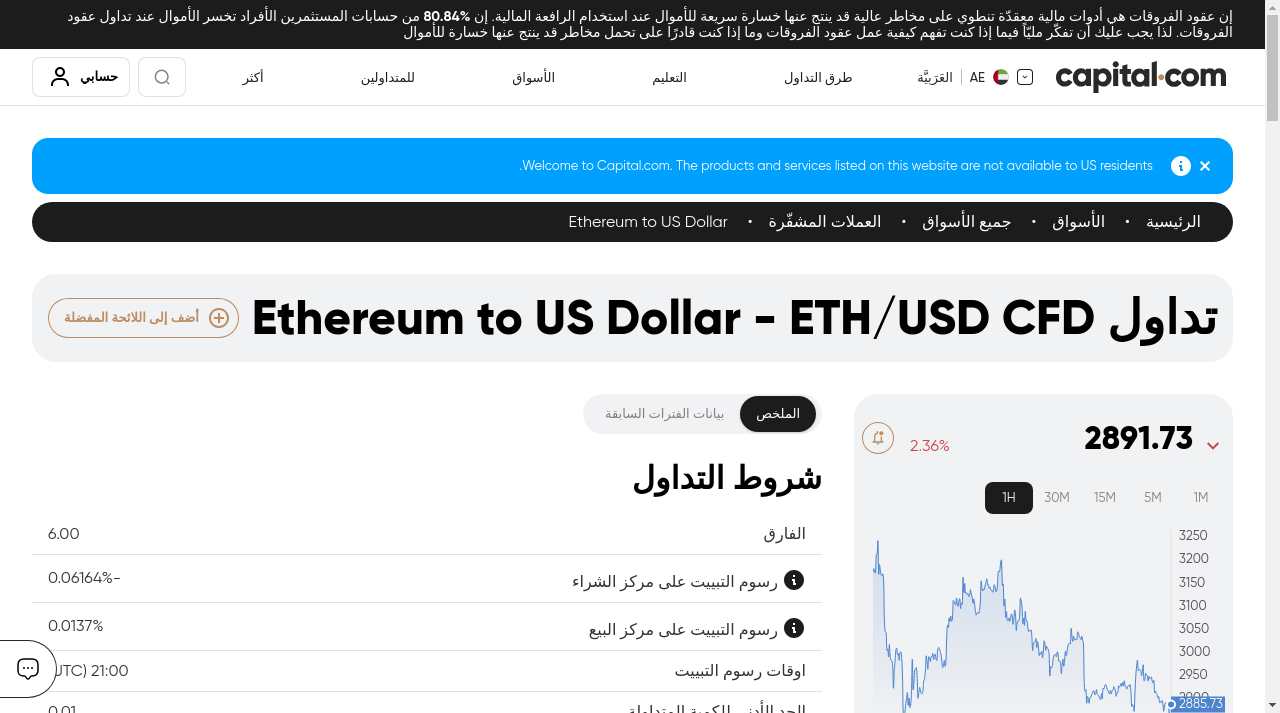 إن عقود الفروقات هي أدوات مالية معقدّة تنطوي على مخاطر عالية قد ينتج عنها خسارة سريعة للأموال عند استخدام الرافعة المالية. إن 80.84% من حسابات المستثمرين الأفراد تخسر الأموال عند تداول عقود
الفروقات. لذا يجب عليك أن تفكّر مليّاً فيما إذا كنت تفهم كيفية عمل عقود الفروقات وما إذا كنت قادرًا على تحمل مخاطر قد ينتج عنها خسارة للأموال
capital.com
AE العَرَبيَّة
طرق التداول
التعليم
الأسواق
للمتداولين
أكثر
حسابي
Welcome to Capital.com. The products and services listed on this website are not available to US residents.
الرئيسية • الأسواق • جميع الأسواق • العملات المشفّرة • Ethereum to US Dollar
تداول Ethereum to US Dollar - ETH/USD CFD
أضف إلى اللائحة المفضلة
2891.73
2.36%
1M 5M 15M 30M 1H
3250
3200
3150
3100
3050
3000
2950
2885.73
الملخص
بيانات الفترات السابقة
شروط التداول
الفارق 6.00
رسوم التبييت على مركز الشراء -0.06164%
رسوم التبييت على مركز البيع 0.0137%
اوقات رسوم التبييت 21:00 (UTC)
الحد الأدنى للكمية المتداولة 0.01